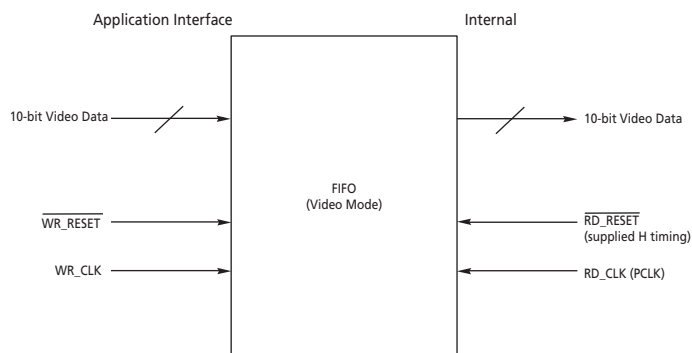 Application Interface
Internal
10-bit Video Data
10-bit Video Data
FIFO
(Video Mode)
WR_RESET
RD_RESET
(supplied H timing)
WR_CLK
RD_CLK (PCLK)